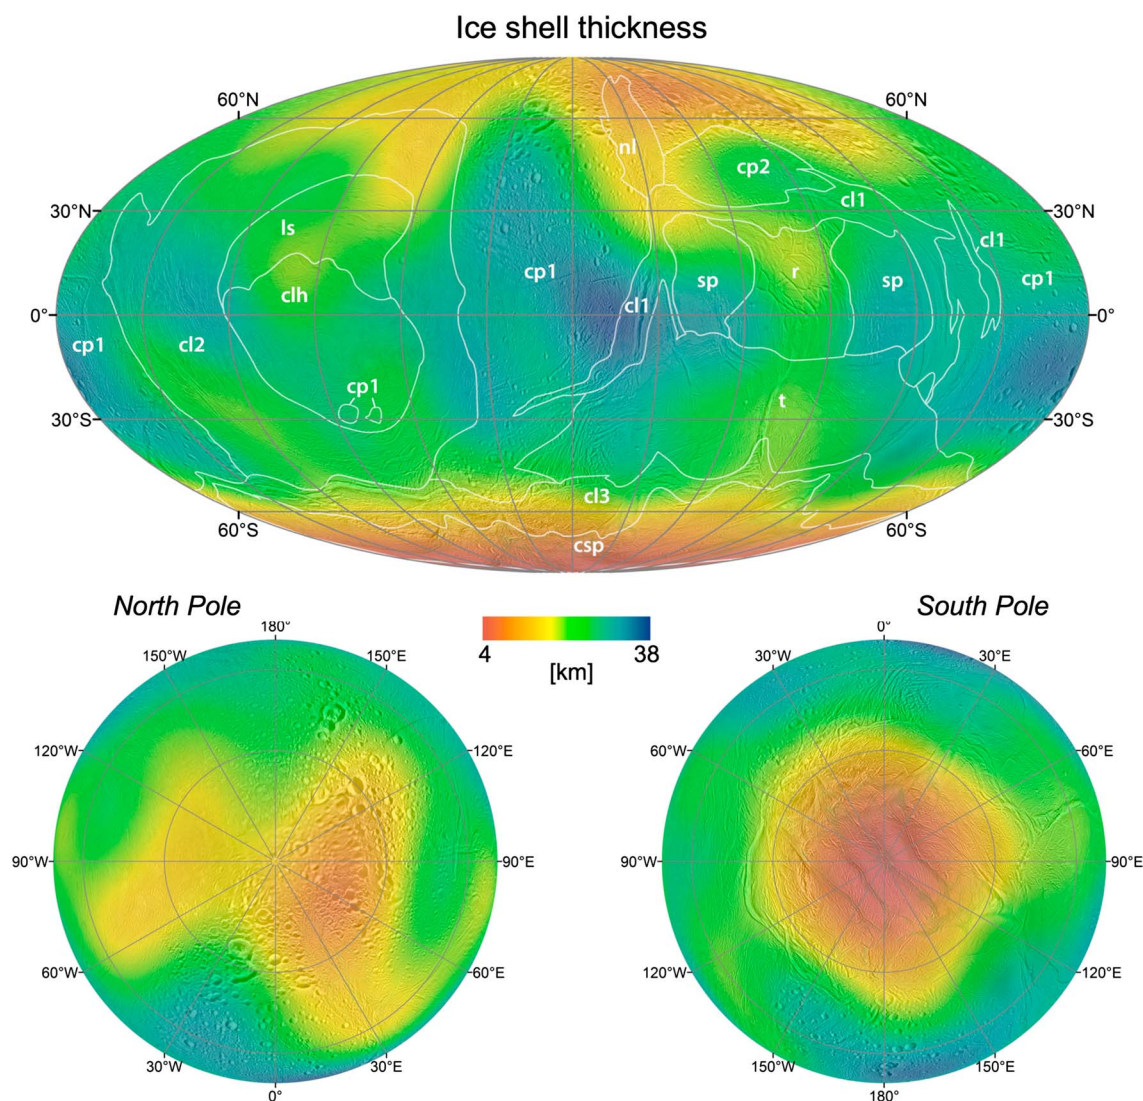 Ice shell thickness
60°N 60°N
nl
cp2
cl1
30°N 30°N
ls
cl1
cp1 sp r sp cp1
clh
cl1
0° 0°
cp1 cl2
cp1
t
30°S 30°S
cl3
60°S 60°S
csp
North Pole South Pole
4 38
[km]
180°
150°W 150°E
120°W 120°E
90°W 90°E
60°W 60°E
30°W 30°E
0°
0°
30°W 30°E
60°W 60°E
90°W 90°E
120°W 120°E
150°W 150°E
180°